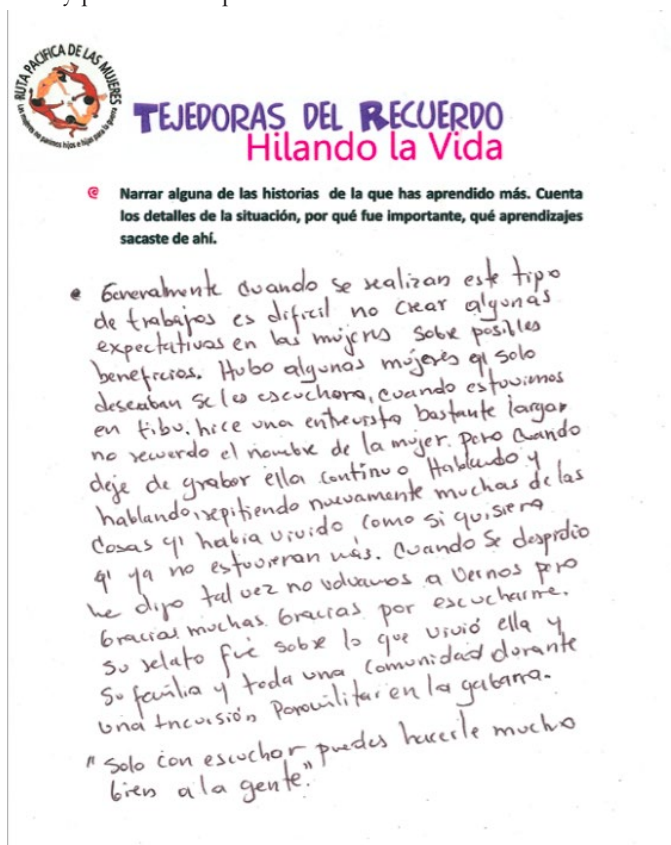 RUTA PACÍFICA DE LAS MUJERES
TEJEDORAS DEL RECUERDO
Hilando la Vida
Narrar alguna de las historias de la que has aprendido más. Cuenta
los detalles de la situación, por qué fue importante, qué aprendizajes
sacaste de ahí.
Generalmente cuando se realizan este tipo
de trabajos es dificil no crear algunas
expectativas en las mujeres sobre posibles
beneficios. Hubo algunas mujeres q' solo
deseaban se les escuchara, cuando estuvimos
en tibu. hice una entrevista bastante larga,
no recuerdo el nombre de la mujer. pero cuando
deje de grabar ella continuo Hablando y
hablando, repitiendo nuevamente muchas de las
cosas q' habia vivido como si quisiera
q' ya no estuvieran más. Cuando se despidio
me dijo tal vez no volvamos a vernos pero
Gracias muchas Gracias por escucharme.
su relato fué sobre lo que vivió ella y
su familia y toda una comunidad durante
una incursión Paramilitar en la gabarra.
"Solo con escuchar puedes hacerle mucho
bien a la gente."